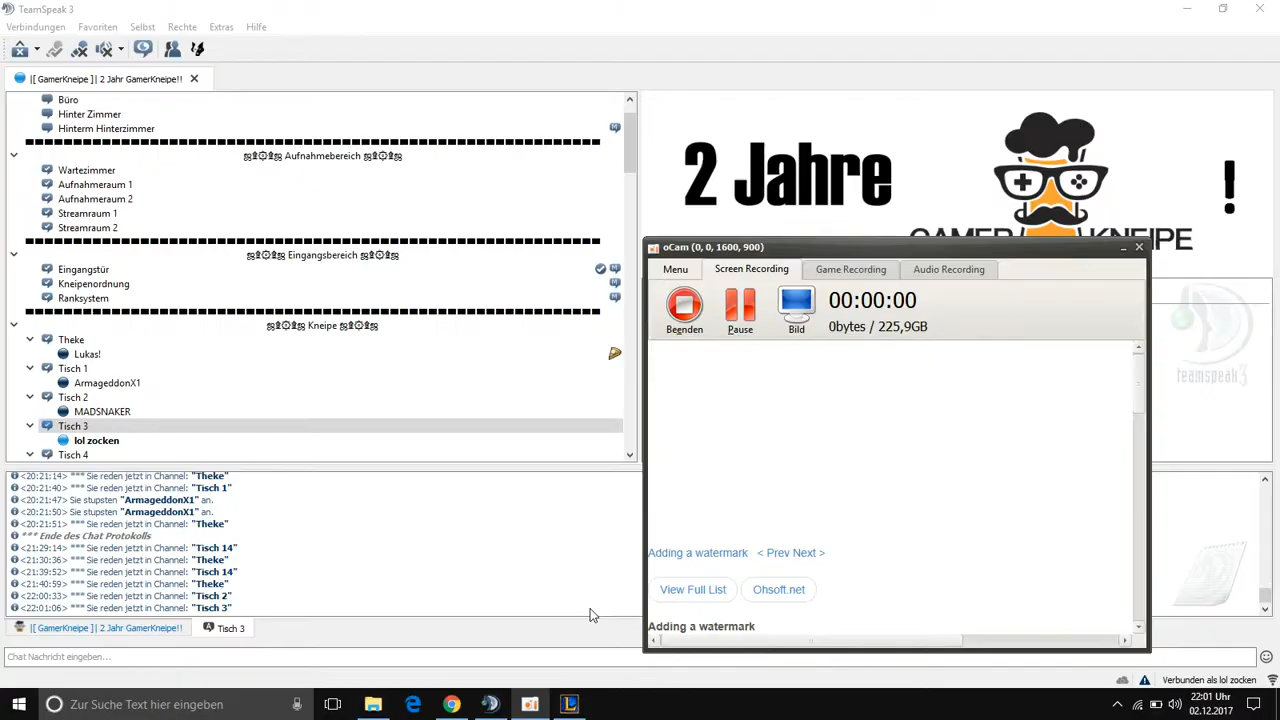 TeamSpeak 3
Verbindungen Favoriten Selbst Rechte Extras Hilfe
|[ GamerKneipe ]| 2 Jahr GamerKneipe!!
Büro
Hinter Zimmer
Hinterm Hinterzimmer
Aufnahmebereich
Wartezimmer
Aufnahmeraum 1
Aufnahmeraum 2
Streamraum 1
Streamraum 2
Eingangsbereich
Eingangstür
Kneipenordnung
Ranksystem
Kneipe
Theke
Lukas!
Tisch 1
ArmageddonX1
Tisch 2
MADSNAKER
Tisch 3
lol zocken
Tisch 4
2 Jahre !
GAMER KNEIPE
teamspeak3
oCam (0, 0, 1600, 900)
Menu Screen Recording Game Recording Audio Recording
00:00:00
0bytes / 225,9GB
Beenden Pause Bild
Adding a watermark < Prev Next >
View Full List Ohsoft.net
Adding a watermark
<20:21:14> *** Sie reden jetzt in Channel: "Theke"
<20:21:40> *** Sie reden jetzt in Channel: "Tisch 1"
<20:21:47> Sie stupsten "ArmageddonX1" an.
<20:21:50> Sie stupsten "ArmageddonX1" an.
<20:21:51> *** Sie reden jetzt in Channel: "Theke"
*** Ende des Chat Protokolls
<21:29:14> *** Sie reden jetzt in Channel: "Tisch 14"
<21:30:36> *** Sie reden jetzt in Channel: "Theke"
<21:39:52> *** Sie reden jetzt in Channel: "Tisch 14"
<21:40:59> *** Sie reden jetzt in Channel: "Theke"
<22:00:33> *** Sie reden jetzt in Channel: "Tisch 2"
<22:01:06> *** Sie reden jetzt in Channel: "Tisch 3"
|[ GamerKneipe ]| 2 Jahr GamerKneipe!! Tisch 3
Chat Nachricht eingeben...
Verbunden als lol zocken
Zur Suche Text hier eingeben
22:01 Uhr
02.12.2017